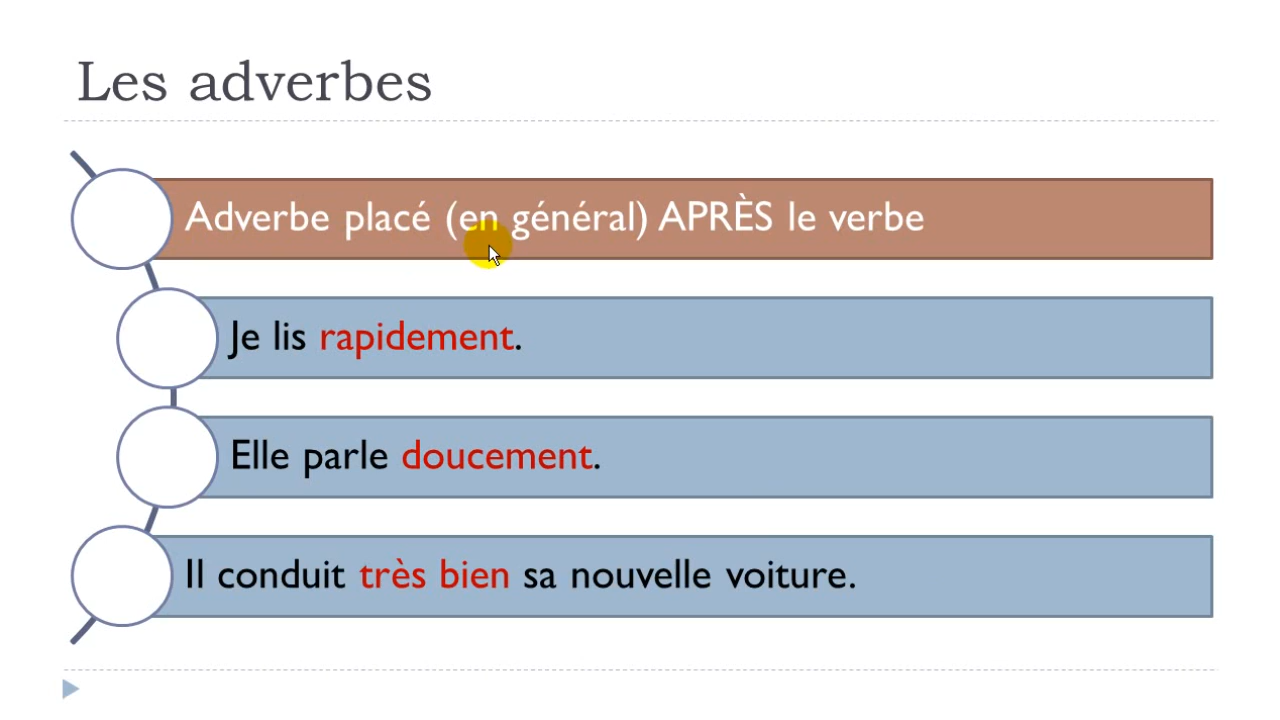 Les adverbes
Adverbe placé (en général) APRÈS le verbe
Je lis rapidement.
Elle parle doucement.
Il conduit très bien sa nouvelle voiture.